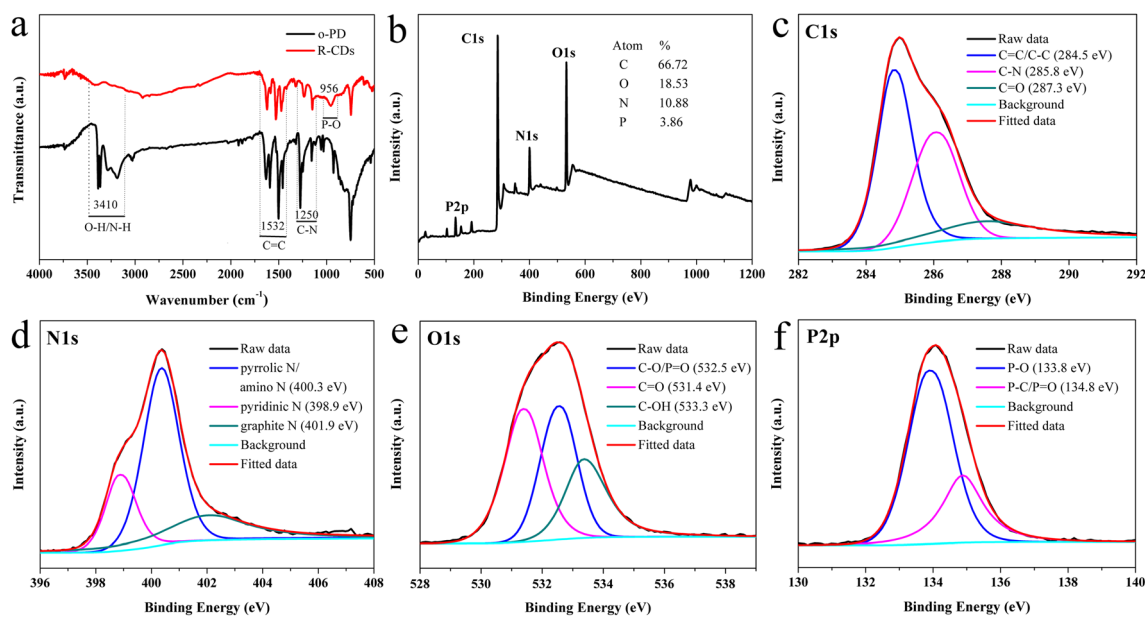 a
o-PD
R-CDs
956
P-O
3410
O-H/N-H
1532
C=C
1250
C-N
Transmittance (a.u.)
4000 3500 3000 2500 2000 1500 1000 500
Wavenumber (cm-1)
b
C1s
O1s
N1s
P2p
Atom %
C 66.72
O 18.53
N 10.88
P 3.86
Intensity (a.u.)
0 200 400 600 800 1000 1200
Binding Energy (eV)
c
C1s
Raw data
C=C/C-C (284.5 eV)
C-N (285.8 eV)
C=O (287.3 eV)
Background
Fitted data
Intensity (a.u.)
282 284 286 288 290 292
Binding Energy (eV)
d
N1s
Raw data
pyrrolic N/
amino N (400.3 eV)
pyridinic N (398.9 eV)
graphite N (401.9 eV)
Background
Fitted data
Intensity (a.u.)
396 398 400 402 404 406 408
Binding Energy (eV)
e
O1s
Raw data
C-O/P=O (532.5 eV)
C=O (531.4 eV)
C-OH (533.3 eV)
Background
Fitted data
Intensity (a.u.)
528 530 532 534 536 538
Binding Energy (eV)
f
P2p
Raw data
P-O (133.8 eV)
P-C/P=O (134.8 eV)
Background
Fitted data
Intensity (a.u.)
130 132 134 136 138 140
Binding Energy (eV)